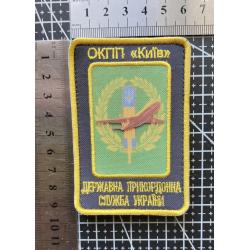 ОКПП «Київ»
ДЕРЖАВНА ПРИКОРДОННА
СЛУЖБА УКРАЇНИ